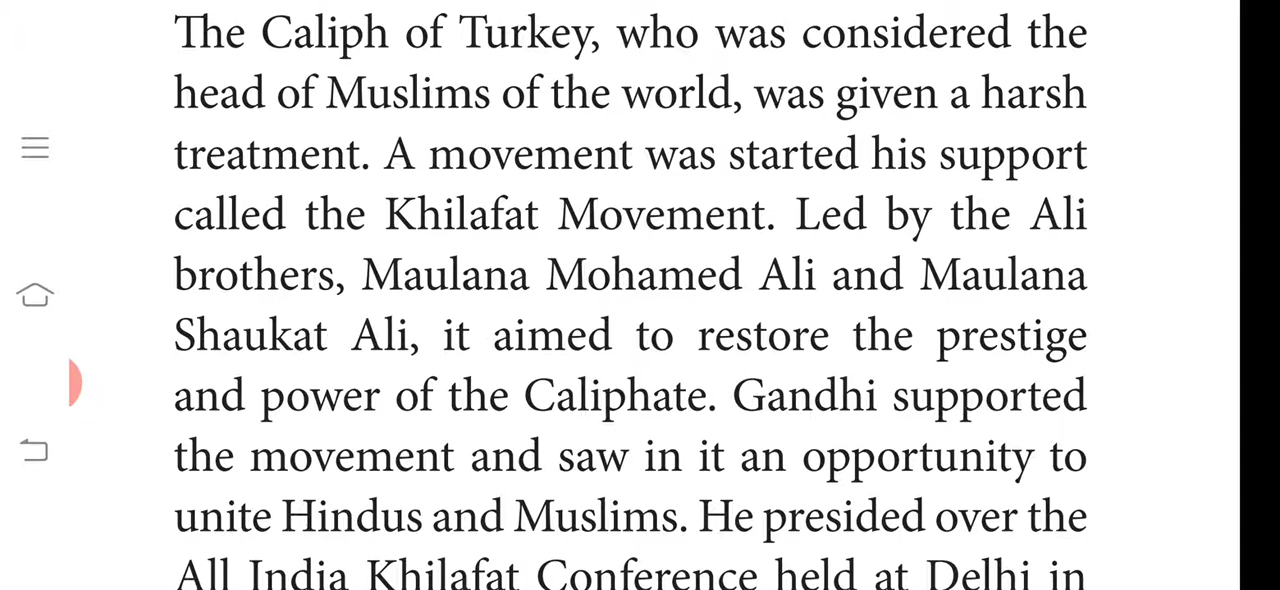 The Caliph of Turkey, who was considered the
head of Muslims of the world, was given a harsh
treatment. A movement was started his support
called the Khilafat Movement. Led by the Ali
brothers, Maulana Mohamed Ali and Maulana
Shaukat Ali, it aimed to restore the prestige
and power of the Caliphate. Gandhi supported
the movement and saw in it an opportunity to
unite Hindus and Muslims. He presided over the
All India Khilafat Conference held at Delhi in